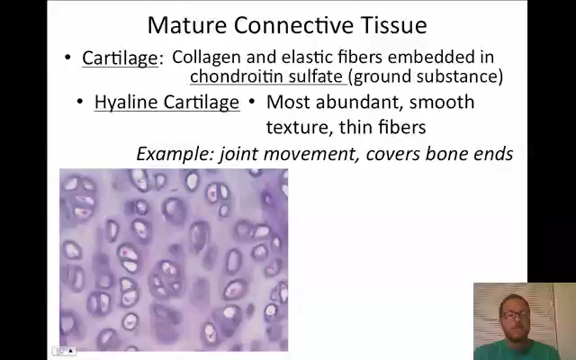 Mature Connective Tissue
• Cartilage: Collagen and elastic fibers embedded in
chondroitin sulfate (ground substance)
• Hyaline Cartilage • Most abundant, smooth
texture, thin fibers
Example: joint movement, covers bone ends